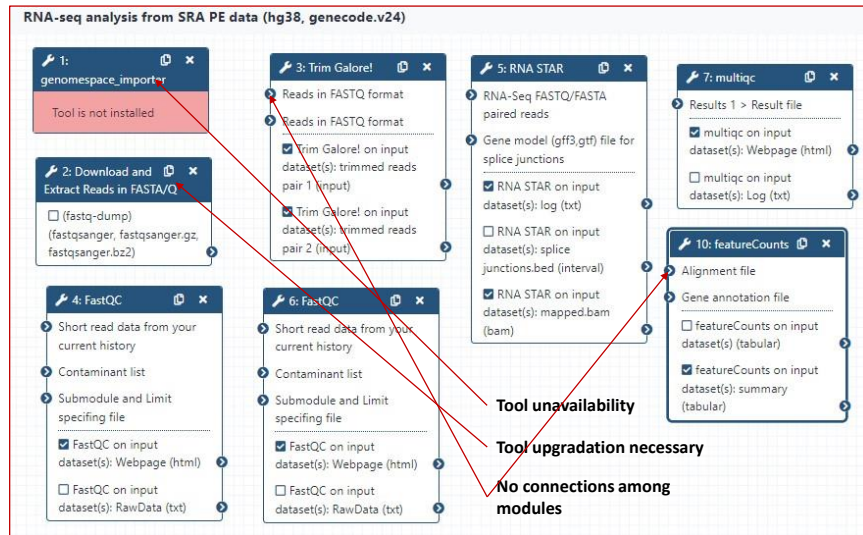 RNA-seq analysis from SRA PE data (hg38, genecode.v24)
1:
genomespace_importer
Tool is not installed
2: Download and
Extract Reads in FASTA/Q
(fastq-dump)
(fastqsanger, fastqsanger.gz,
fastqsanger.bz2)
3: Trim Galore!
Reads in FASTQ format
Reads in FASTQ format
Trim Galore! on input
dataset(s): trimmed reads
pair 1 (input)
Trim Galore! on input
dataset(s): trimmed reads
pair 2 (input)
5: RNA STAR
RNA-Seq FASTQ/FASTA
paired reads
Gene model (gff3,gtf) file for
splice junctions
RNA STAR on input
dataset(s): log (txt)
RNA STAR on input
dataset(s): splice
junctions.bed (interval)
RNA STAR on input
dataset(s): mapped.bam
(bam)
7: multiqc
Results 1 > Result file
multiqc on input
dataset(s): Webpage (html)
multiqc on input
dataset(s): Log (txt)
10: featureCounts
Alignment file
Gene annotation file
featureCounts on input
dataset(s) (tabular)
featureCounts on input
dataset(s): summary
(tabular)
4: FastQC
Short read data from your
current history
Contaminant list
Submodule and Limit
specifing file
FastQC on input
dataset(s): Webpage (html)
FastQC on input
dataset(s): RawData (txt)
6: FastQC
Short read data from your
current history
Contaminant list
Submodule and Limit
specifing file
FastQC on input
dataset(s): Webpage (html)
FastQC on input
dataset(s): RawData (txt)
Tool unavailability
Tool upgradation necessary
No connections among
modules